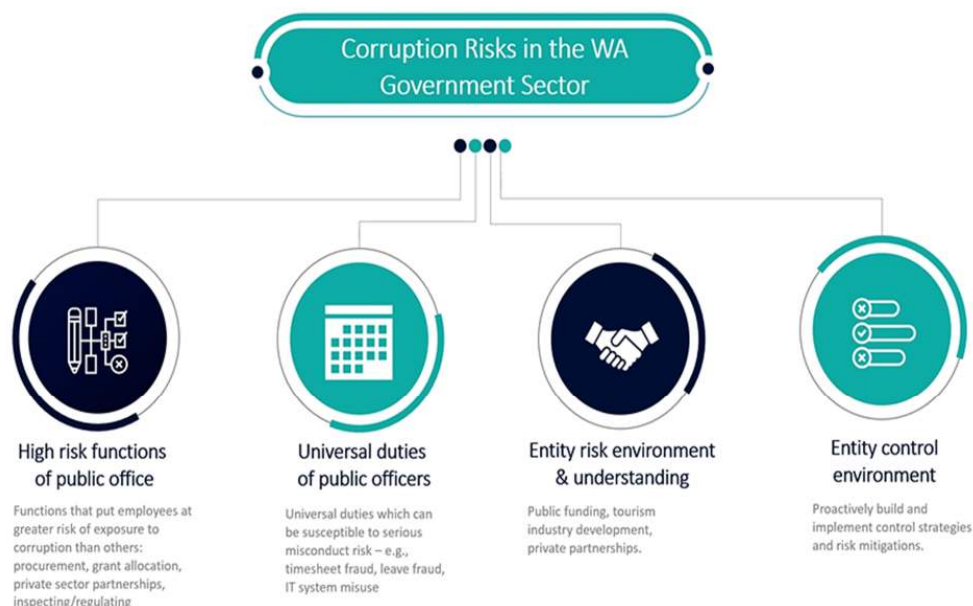 Corruption Risks in the WA
Government Sector
High risk functions
of public office
Functions that put employees at
greater risk of exposure to
corruption than others:
procurement, grant allocation,
private sector partnerships,
inspecting/regulating
Universal duties
of public officers
Universal duties which can
be susceptible to serious
misconduct risk – e.g.,
timesheet fraud, leave fraud,
IT system misuse
Entity risk environment
& understanding
Public funding, tourism
industry development,
private partnerships.
Entity control
environment
Proactively build and
implement control strategies
and risk mitigations.